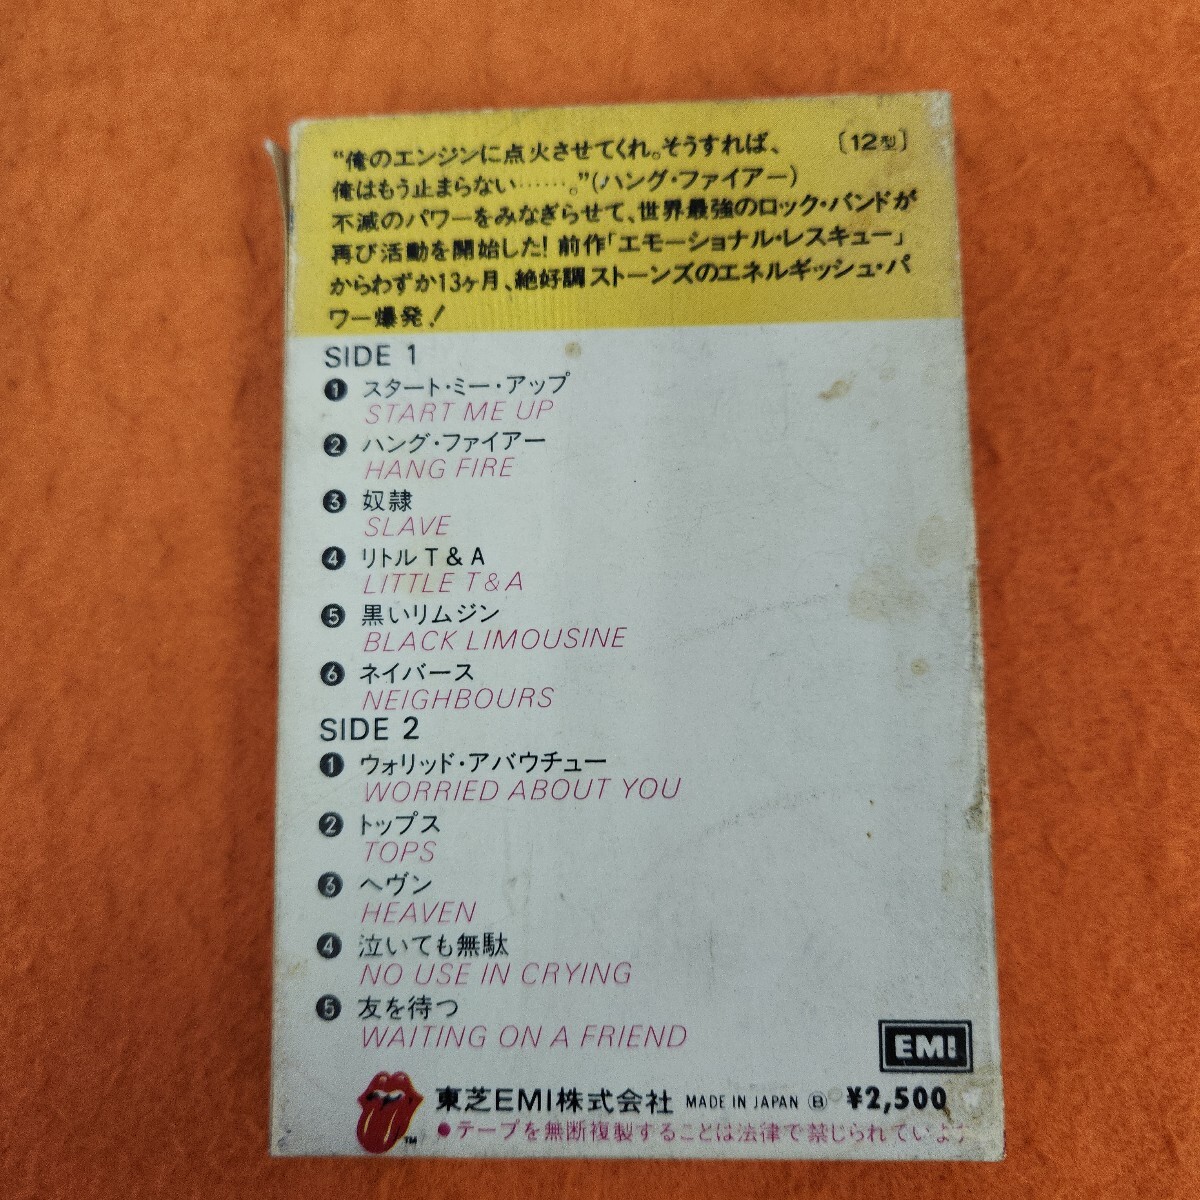 “俺のエンジンに点火させてくれ。そうすれば、 〔12型〕
俺はもう止まらない‥‥‥。”(ハング・ファイアー)
不滅のパワーをみなぎらせて、世界最強のロック・バンドが
再び活動を開始した! 前作「エモーショナル・レスキュー」
からわずか13ヶ月、絶好調ストーンズのエネルギッシュ・パ
ワー爆発!
SIDE 1
❶ スタート・ミー・アップ
START ME UP
❷ ハング・ファイアー
HANG FIRE
❸ 奴隷
SLAVE
❹ リトル T & A
LITTLE T & A
❺ 黒いリムジン
BLACK LIMOUSINE
❻ ネイバース
NEIGHBOURS
SIDE 2
❶ ウォリッド・アバウチュー
WORRIED ABOUT YOU
❷ トップス
TOPS
❸ ヘヴン
HEAVEN
❹ 泣いても無駄
NO USE IN CRYING
❺ 友を待つ
WAITING ON A FRIEND
EMI
TM
東芝EMI株式会社 MADE IN JAPAN Ⓑ ¥2,500
●テープを無断複製することは法律で禁じられています